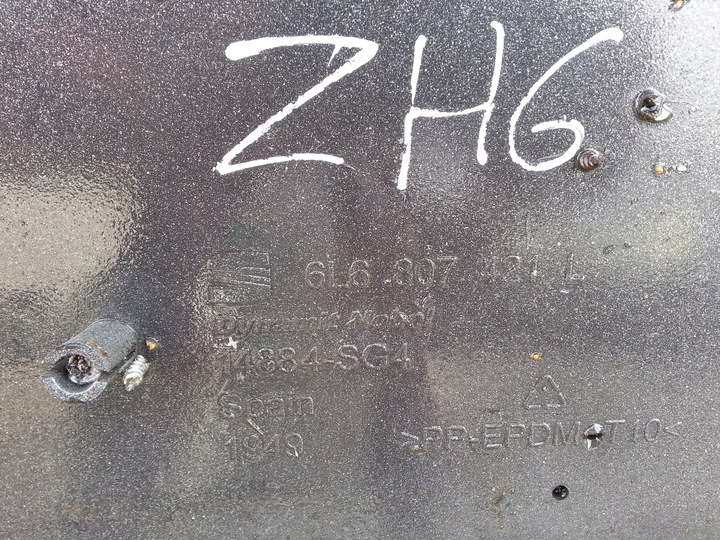 ZH6
6L6.807.421 L
Dynamit Nobel
14884-SG4
Spain
1949
>PP-EPDM+T10<